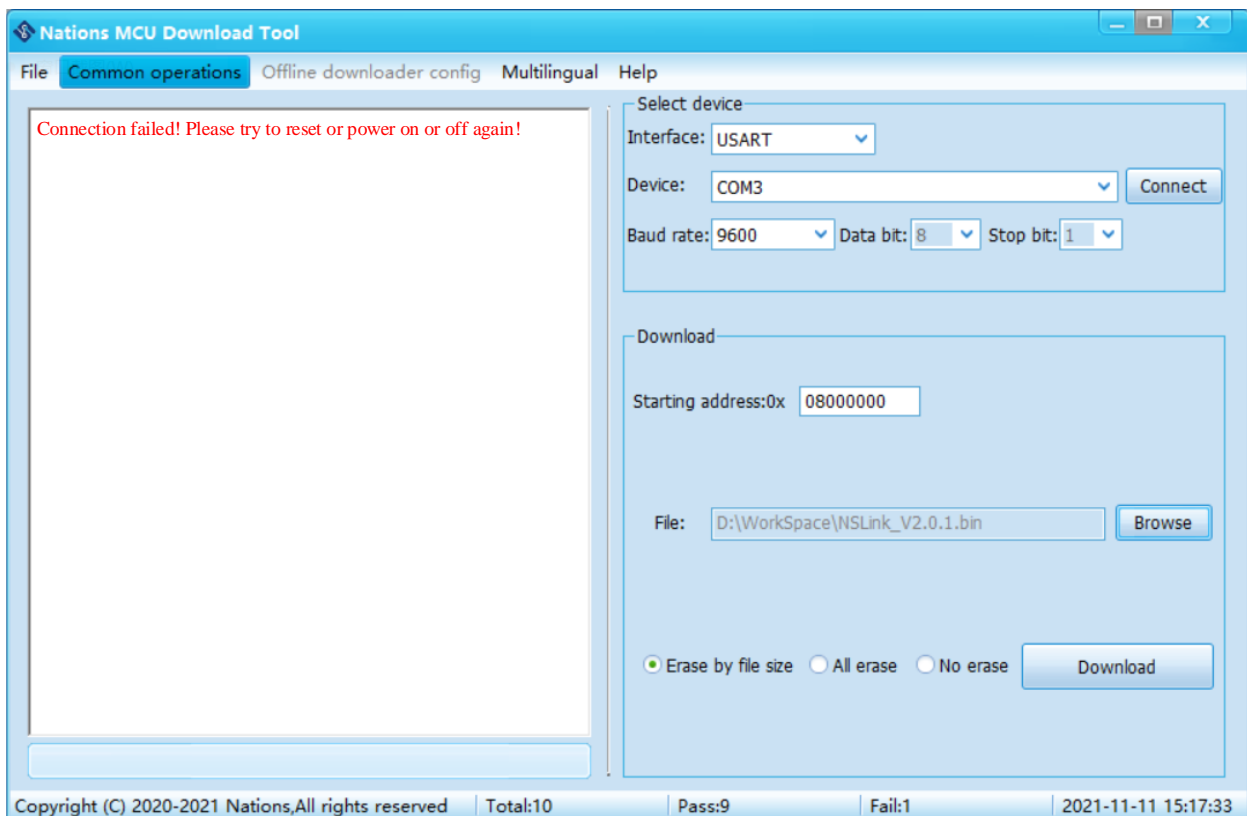 Nations MCU Download Tool
File Common operations Offline downloader config Multilingual Help
Connection failed! Please try to reset or power on or off again!
Select device
Interface: USART
Device: COM3 Connect
Baud rate: 9600 Data bit: 8 Stop bit: 1
Download
Starting address:0x 08000000
File: D:\WorkSpace\NSLink_V2.0.1.bin Browse
Erase by file size All erase No erase Download
Copyright (C) 2020-2021 Nations,All rights reserved Total:10 Pass:9 Fail:1 2021-11-11 15:17:33